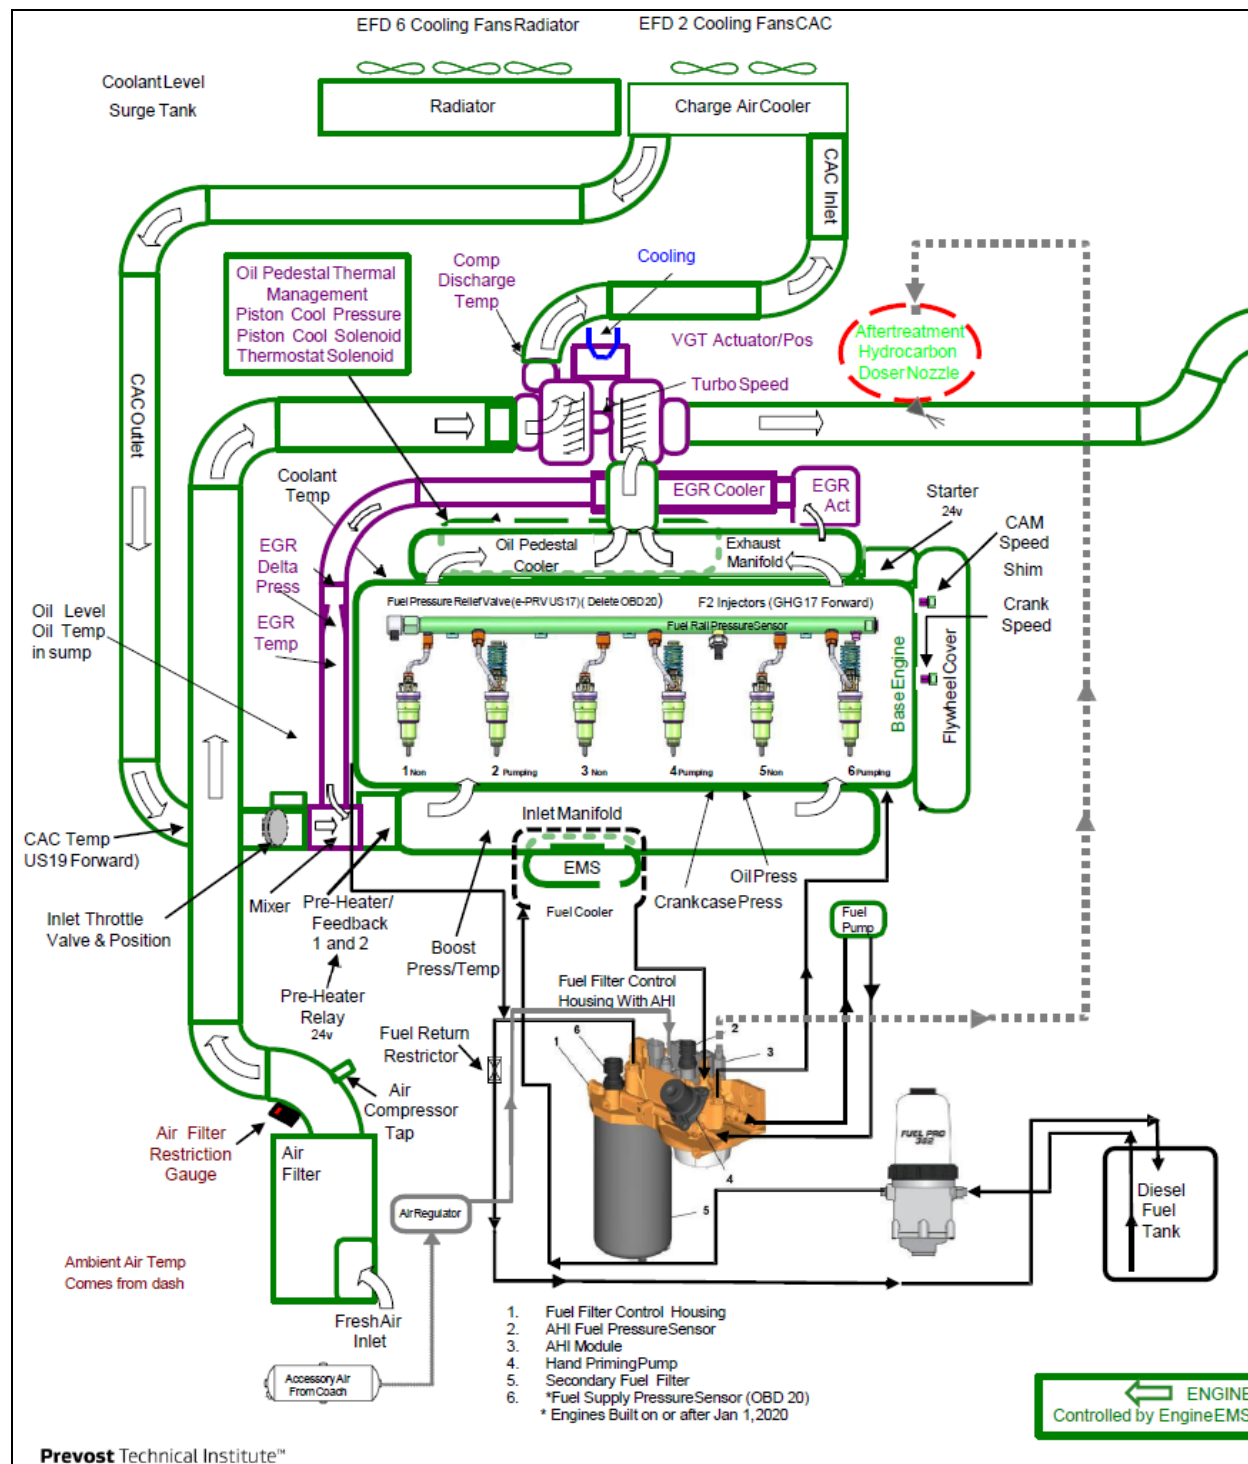 EFD 6 Cooling Fans Radiator
EFD 2 Cooling Fans CAC
Coolant Level
Surge Tank
Radiator
Charge Air Cooler
CAC Inlet
Oil Pedestal Thermal
Management
Piston Cool Pressure
Piston Cool Solenoid
Thermostat Solenoid
Comp
Discharge
Temp
Cooling
VGT Actuator/Pos
Turbo Speed
Aftertreatment
Hydrocarbon
Doser Nozzle
CAC Outlet
Coolant
Temp
EGR Cooler
EGR
Act
Starter
24v
CAM
Speed
Shim
Crank
Speed
EGR
Delta
Press
EGR
Temp
Oil Pedestal
Cooler
Exhaust
Manifold
Oil Level
Oil Temp
in sump
Fuel Pressure Relief Valve (e-PRV US17) ( Delete OBD20 )
F2 Injectors (GHG 17 Forward)
Fuel Rail Pressure Sensor
Base Engine
Flywheel Cover
1 Non
2 Pumping
3 Non
4 Pumping
5 Non
6 Pumping
Inlet Manifold
EMS
Fuel Cooler
CAC Temp
US19 Forward)
Mixer
Inlet Throttle
Valve & Position
Pre-Heater/
Feedback
1 and 2
Boost
Press/Temp
Oil Press
Crankcase Press
Fuel
Pump
Pre-Heater
Relay
24v
Fuel Filter Control
Housing With AHI
Fuel Return
Restrictor
6
1
2
3
4
5
Air
Compressor
Tap
Air Filter
Restriction
Gauge
Air
Filter
FUEL PRO
382
Diesel
Fuel
Tank
Air Regulator
Ambient Air Temp
Comes from dash
Fresh Air
Inlet
Accessory Air
From Coach
1. Fuel Filter Control Housing
2. AHI Fuel Pressure Sensor
3. AHI Module
4. Hand Priming Pump
5. Secondary Fuel Filter
6. *Fuel Supply Pressure Sensor (OBD 20)
* Engines Built on or after Jan 1, 2020
ENGINE
Controlled by Engine EMS
Prevost Technical Institute™